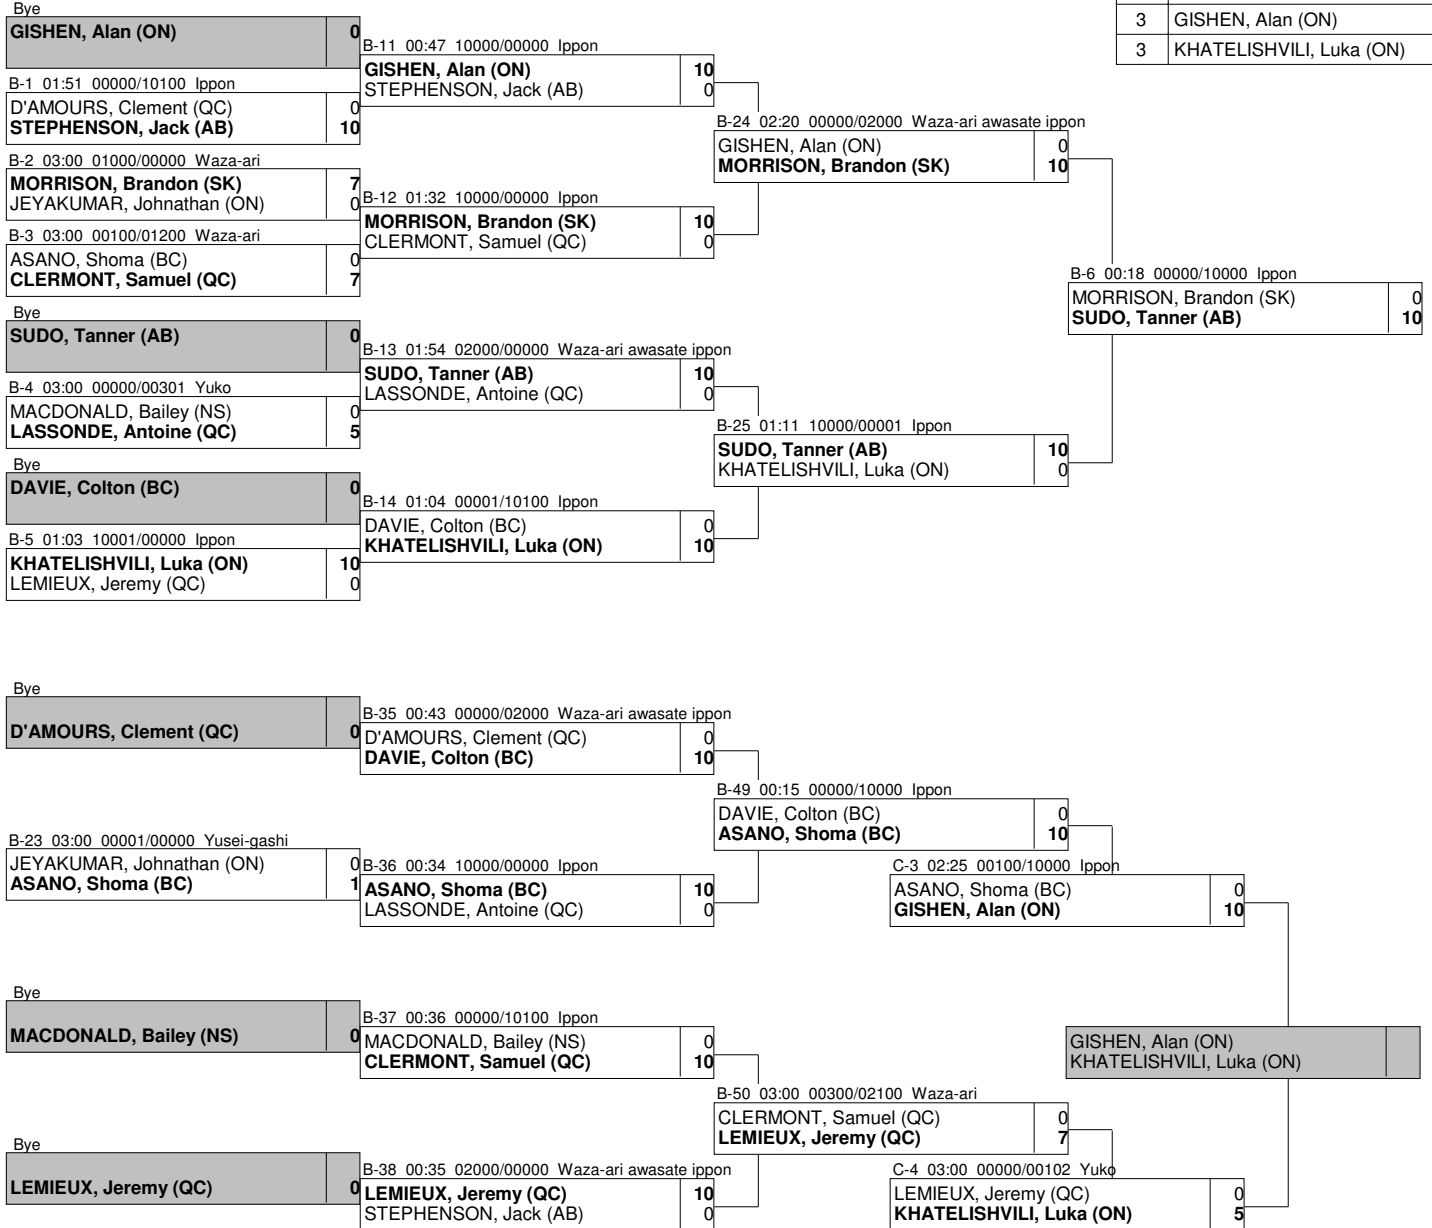 3 GISHEN, Alan (ON)
3 KHATELISHVILI, Luka (ON)
Bye
GISHEN, Alan (ON) 0
B-1 01:51 00000/10100 Ippon
D'AMOURS, Clement (QC) 0
STEPHENSON, Jack (AB) 10
B-2 03:00 01000/00000 Waza-ari
MORRISON, Brandon (SK) 7
JEYAKUMAR, Johnathan (ON) 0
B-3 03:00 00100/01200 Waza-ari
ASANO, Shoma (BC) 0
CLERMONT, Samuel (QC) 7
Bye
SUDO, Tanner (AB) 0
B-4 03:00 00000/00301 Yuko
MACDONALD, Bailey (NS) 0
LASSONDE, Antoine (QC) 5
Bye
DAVIE, Colton (BC) 0
B-5 01:03 10001/00000 Ippon
KHATELISHVILI, Luka (ON) 10
LEMIEUX, Jeremy (QC) 0
B-11 00:47 10000/00000 Ippon
GISHEN, Alan (ON) 10
STEPHENSON, Jack (AB) 0
B-12 01:32 10000/00000 Ippon
MORRISON, Brandon (SK) 10
CLERMONT, Samuel (QC) 0
B-13 01:54 02000/00000 Waza-ari awasate ippon
SUDO, Tanner (AB) 10
LASSONDE, Antoine (QC) 0
B-14 01:04 00001/10100 Ippon
DAVIE, Colton (BC) 0
KHATELISHVILI, Luka (ON) 10
B-24 02:20 00000/02000 Waza-ari awasate ippon
GISHEN, Alan (ON) 0
MORRISON, Brandon (SK) 10
B-25 01:11 10000/00001 Ippon
SUDO, Tanner (AB) 10
KHATELISHVILI, Luka (ON) 0
B-6 00:18 00000/10000 Ippon
MORRISON, Brandon (SK) 0
SUDO, Tanner (AB) 10
Bye
D'AMOURS, Clement (QC) 0
B-23 03:00 00001/00000 Yusei-gashi
JEYAKUMAR, Johnathan (ON) 0
ASANO, Shoma (BC) 1
Bye
MACDONALD, Bailey (NS) 0
Bye
LEMIEUX, Jeremy (QC) 0
B-35 00:43 00000/02000 Waza-ari awasate ippon
D'AMOURS, Clement (QC) 0
DAVIE, Colton (BC) 10
B-36 00:34 10000/00000 Ippon
ASANO, Shoma (BC) 10
LASSONDE, Antoine (QC) 0
B-37 00:36 00000/10100 Ippon
MACDONALD, Bailey (NS) 0
CLERMONT, Samuel (QC) 10
B-38 00:35 02000/00000 Waza-ari awasate ippon
LEMIEUX, Jeremy (QC) 10
STEPHENSON, Jack (AB) 0
B-49 00:15 00000/10000 Ippon
DAVIE, Colton (BC) 0
ASANO, Shoma (BC) 10
B-50 03:00 00300/02100 Waza-ari
CLERMONT, Samuel (QC) 0
LEMIEUX, Jeremy (QC) 7
C-3 02:25 00100/10000 Ippon
ASANO, Shoma (BC) 0
GISHEN, Alan (ON) 10
C-4 03:00 00000/00102 Yuko
LEMIEUX, Jeremy (QC) 0
KHATELISHVILI, Luka (ON) 5
GISHEN, Alan (ON)
KHATELISHVILI, Luka (ON)